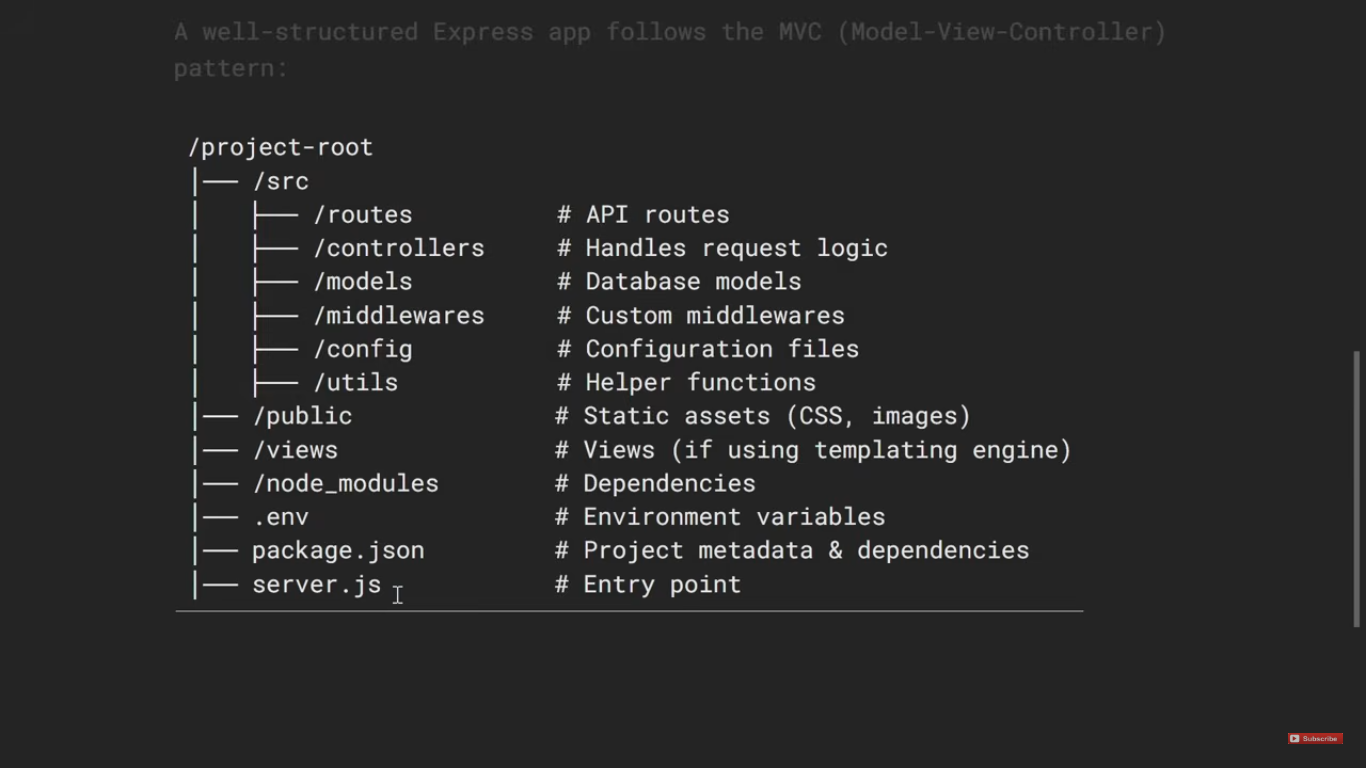 A well-structured Express app follows the MVC (Model-View-Controller)
pattern:
/project-root
│── /src
│   ├── /routes          # API routes
│   ├── /controllers     # Handles request logic
│   ├── /models          # Database models
│   ├── /middlewares     # Custom middlewares
│   ├── /config          # Configuration files
│   ├── /utils           # Helper functions
│── /public              # Static assets (CSS, images)
│── /views               # Views (if using templating engine)
│── /node_modules        # Dependencies
│── .env                 # Environment variables
│── package.json         # Project metadata & dependencies
│── server.js            # Entry point
Subscribe